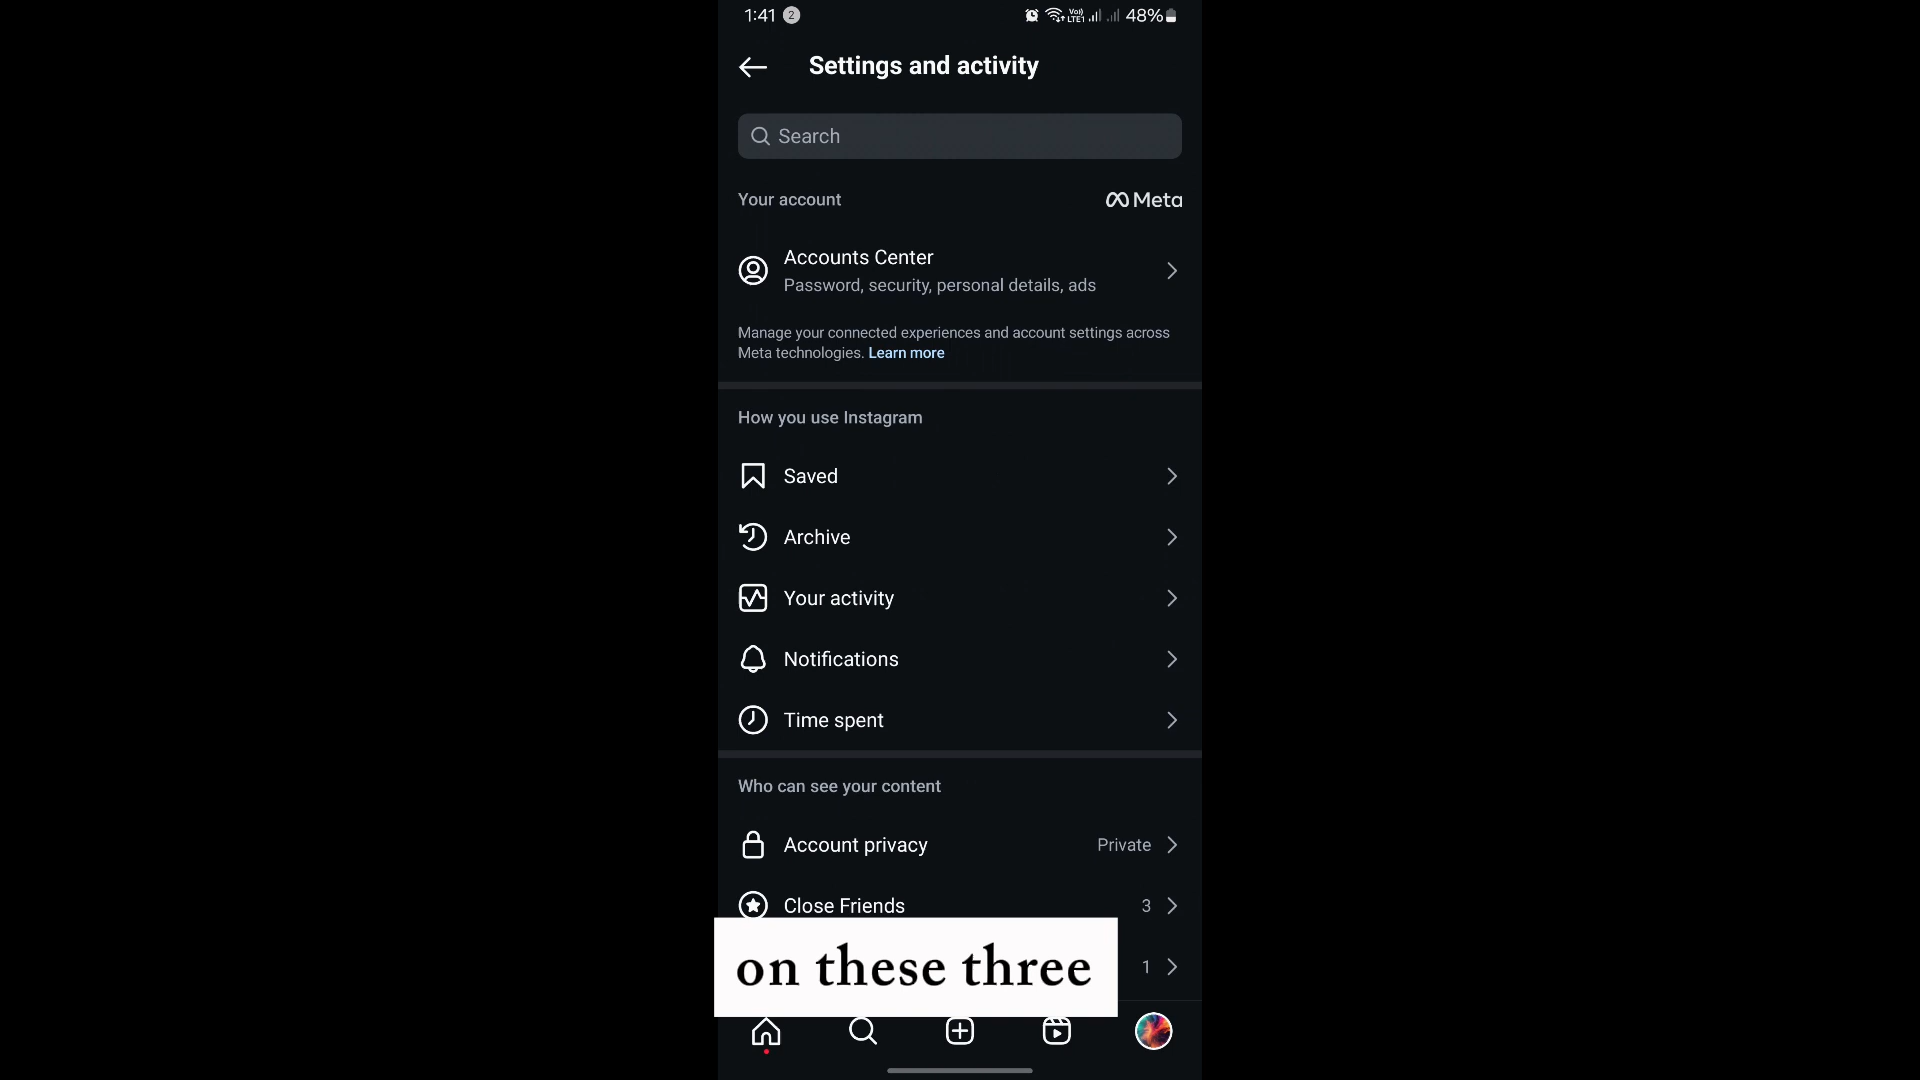 1:41 2 48%
Settings and activity
Search
Your account Meta
Accounts Center
Password, security, personal details, ads
Manage your connected experiences and account settings across
Meta technologies. Learn more
How you use Instagram
Saved
Archive
Your activity
Notifications
Time spent
Who can see your content
Account privacy Private
Close Friends 3
on these three
1